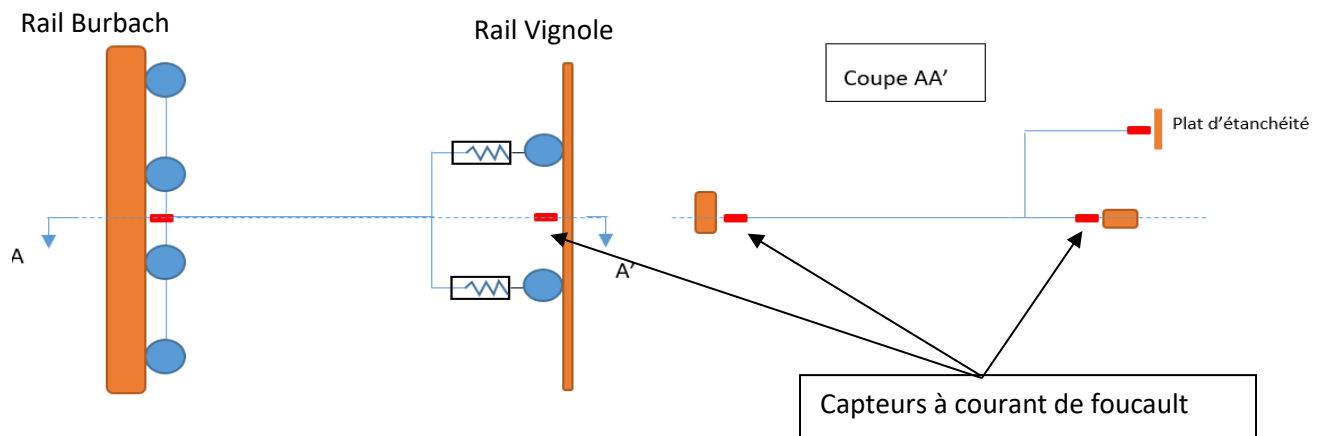 Rail Burbach
Rail Vignole
Coupe AA’
Plat d’étanchéité
A
A’
Capteurs à courant de foucault